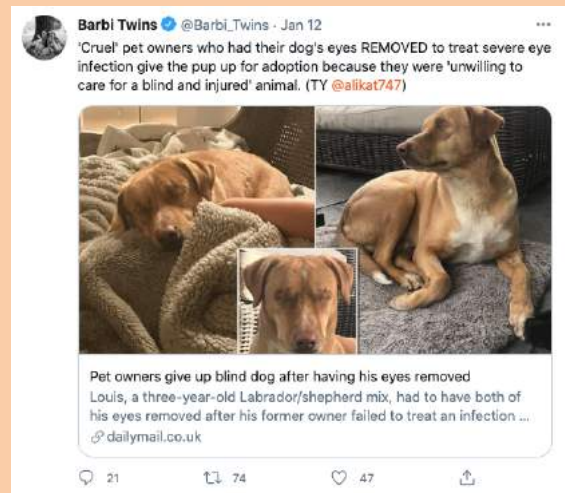 Barbi Twins @Barbi_Twins · Jan 12
'Cruel' pet owners who had their dog's eyes REMOVED to treat severe eye
infection give the pup up for adoption because they were 'unwilling to
care for a blind and injured' animal. (TY @alikat747)
Pet owners give up blind dog after having his eyes removed
Louis, a three-year-old Labrador/shepherd mix, had to have both of
his eyes removed after his former owner failed to treat an infection ...
dailymail.co.uk
21 74 47